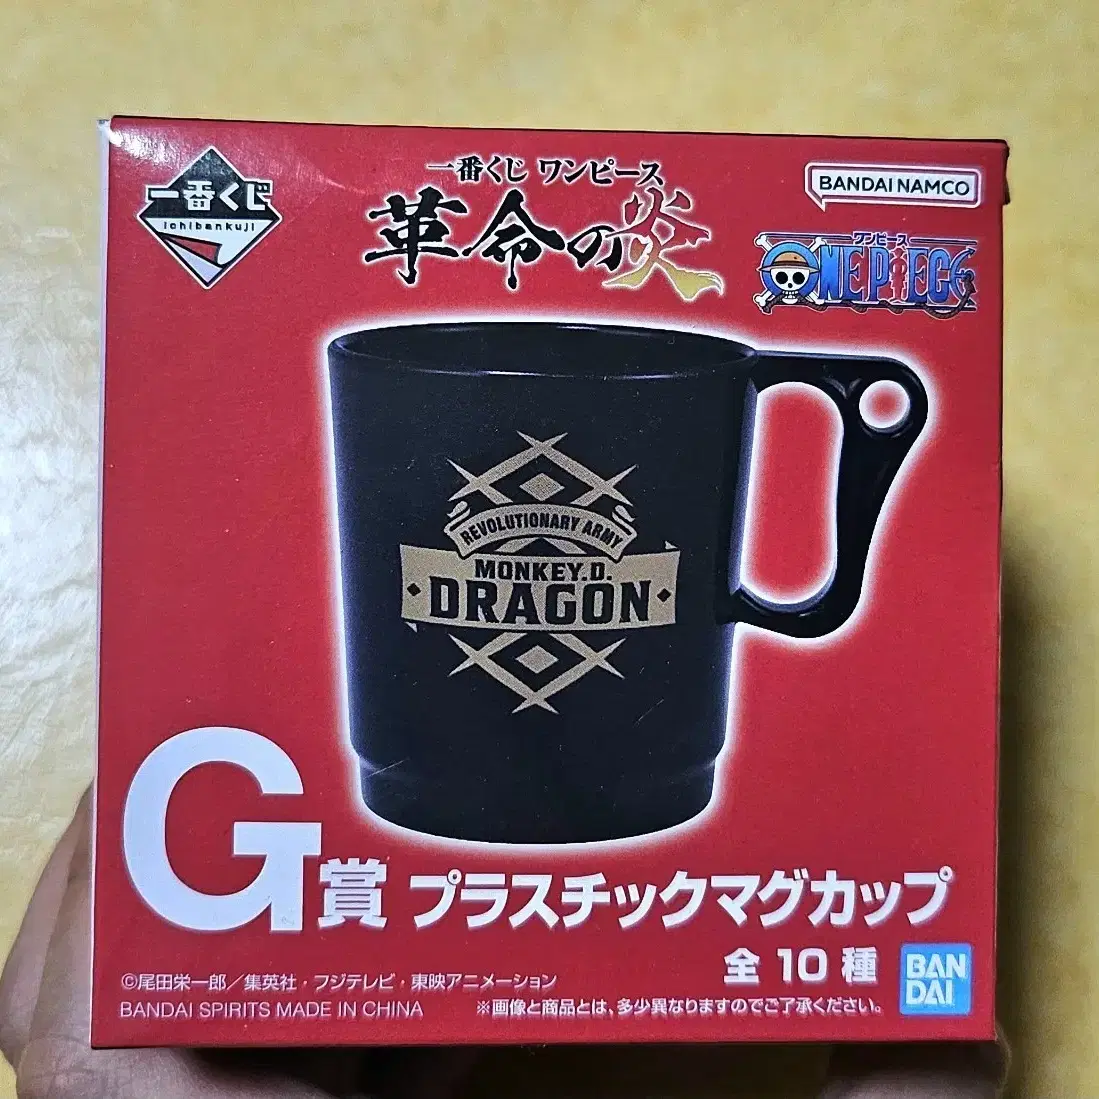 一番くじ
ichibankuji
一番くじ ワンピース
革命の炎
BANDAI NAMCO
ワンピース
ONE PIECE
REVOLUTIONARY ARMY
MONKEY.D.
DRAGON
G賞 プラスチックマグカップ
全10種
BAN
DAI
©尾田栄一郎／集英社・フジテレビ・東映アニメーション
BANDAI SPIRITS MADE IN CHINA
※画像と商品とは、多少異なりますのでご了承ください。